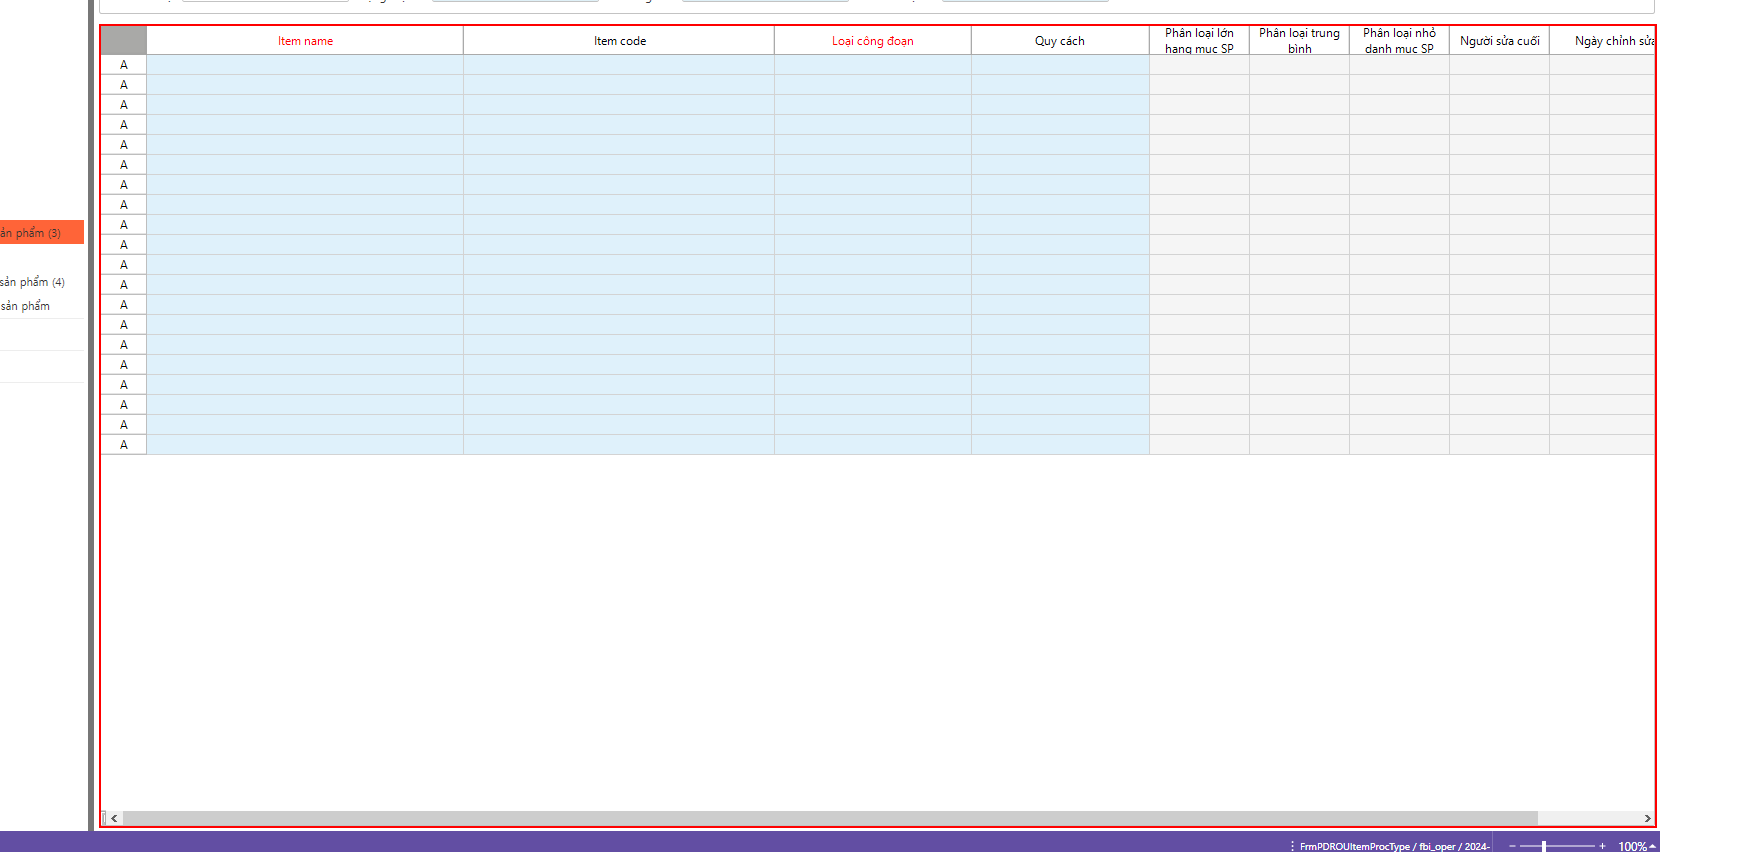 Item name
Item code
Loại công đoạn
Quy cách
Phân loại lớn
hạng mục SP
Phân loại trung
bình
Phân loại nhỏ
danh mục SP
Người sửa cuối
Ngày chỉnh sửa
A
A
A
A
A
A
A
A
A
ản phẩm (3)
A
A
A
sản phẩm (4)
A
sản phẩm
A
A
A
A
A
A
A
FrmPDROUItemProcType / fbi_oper / 2024-
100%